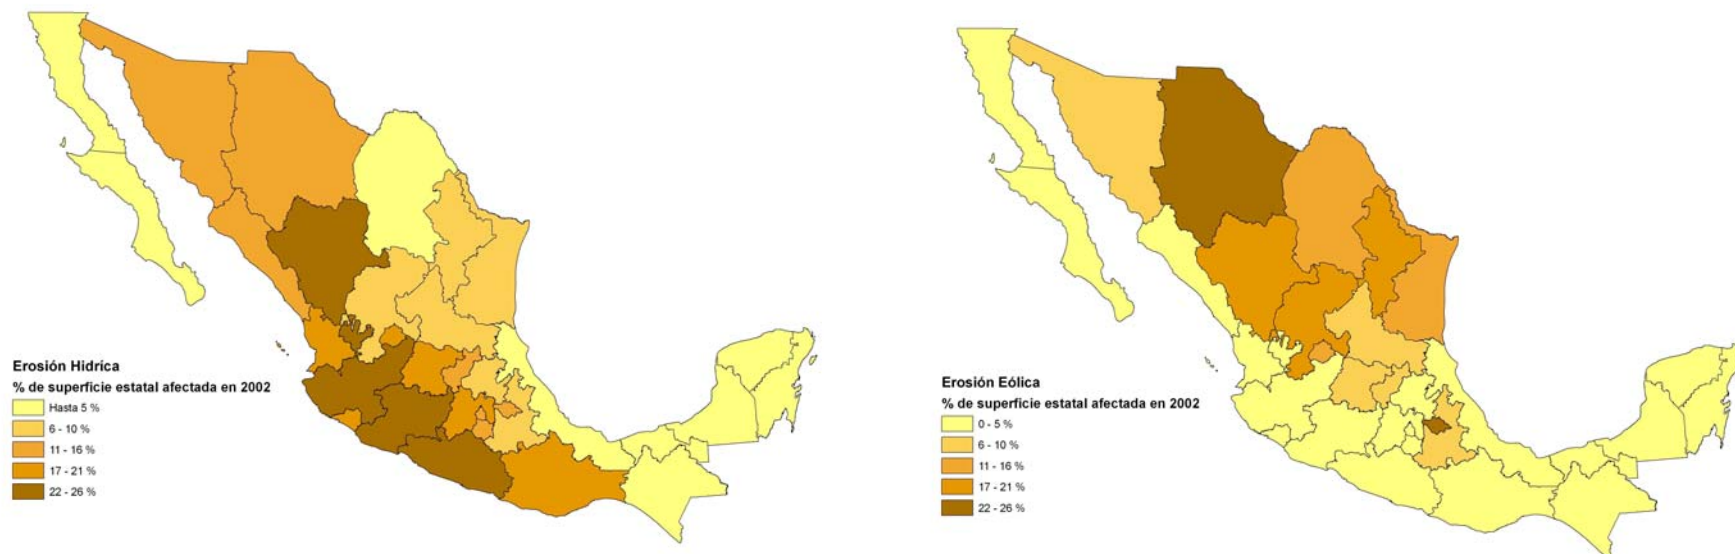 Erosión Hidríca
% de superficie estatal afectada en 2002
Hasta 5 %
6 - 10 %
11 - 16 %
17 - 21 %
22 - 26 %
Erosión Eólica
% de superficie estatal afectada en 2002
0 - 5 %
6 - 10 %
11 - 16 %
17 - 21 %
22 - 26 %